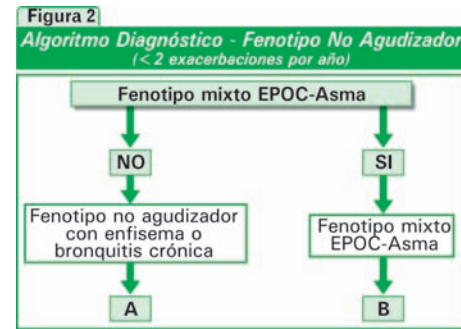 Figura 2
Algoritmo Diagnóstico - Fenotipo No Agudizador
(< 2 exacerbaciones por año)
Fenotipo mixto EPOC-Asma
NO
SI
Fenotipo no agudizador
con enfisema o
bronquitis crónica
Fenotipo mixto
EPOC-Asma
A
B